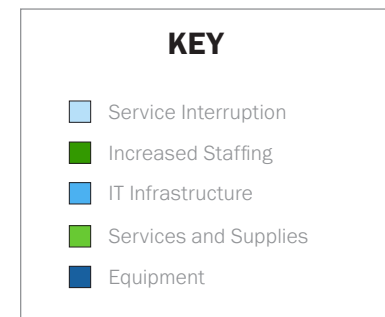 KEY
Service Interruption
Increased Staffing
IT Infrastructure
Services and Supplies
Equipment